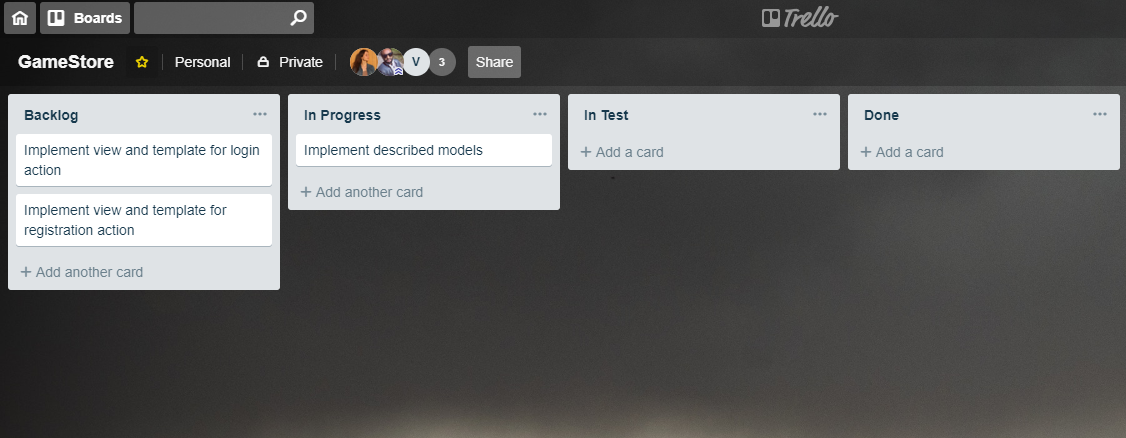 Boards
Trello
GameStore
Personal
Private
V
3
Share
Backlog
Implement view and template for login
action
Implement view and template for
registration action
+ Add another card
In Progress
Implement described models
+ Add another card
In Test
+ Add a card
Done
+ Add a card